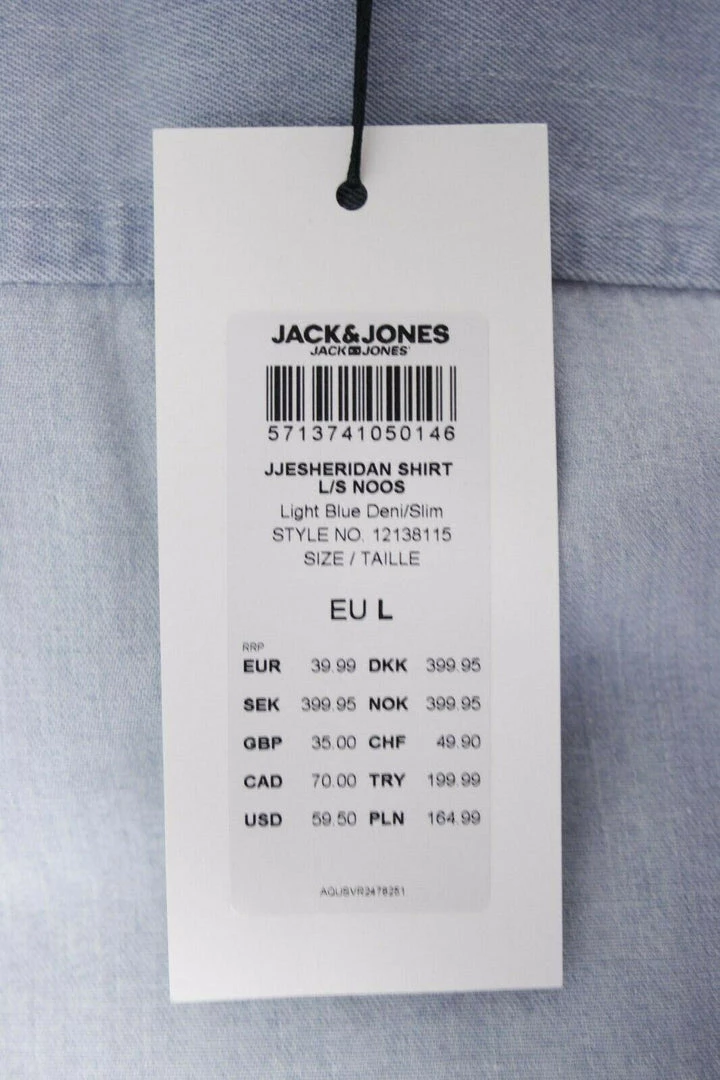 JACK&JONES
JACK & JONES
5713741050146
JJESHERIDAN SHIRT
L/S NOOS
Light Blue Deni/Slim
STYLE NO. 12138115
SIZE / TAILLE
EU L
RRP
EUR 39.99 DKK 399.95
SEK 399.95 NOK 399.95
GBP 35.00 CHF 49.90
CAD 70.00 TRY 199.99
USD 59.50 PLN 164.99
AQUSVR2478251